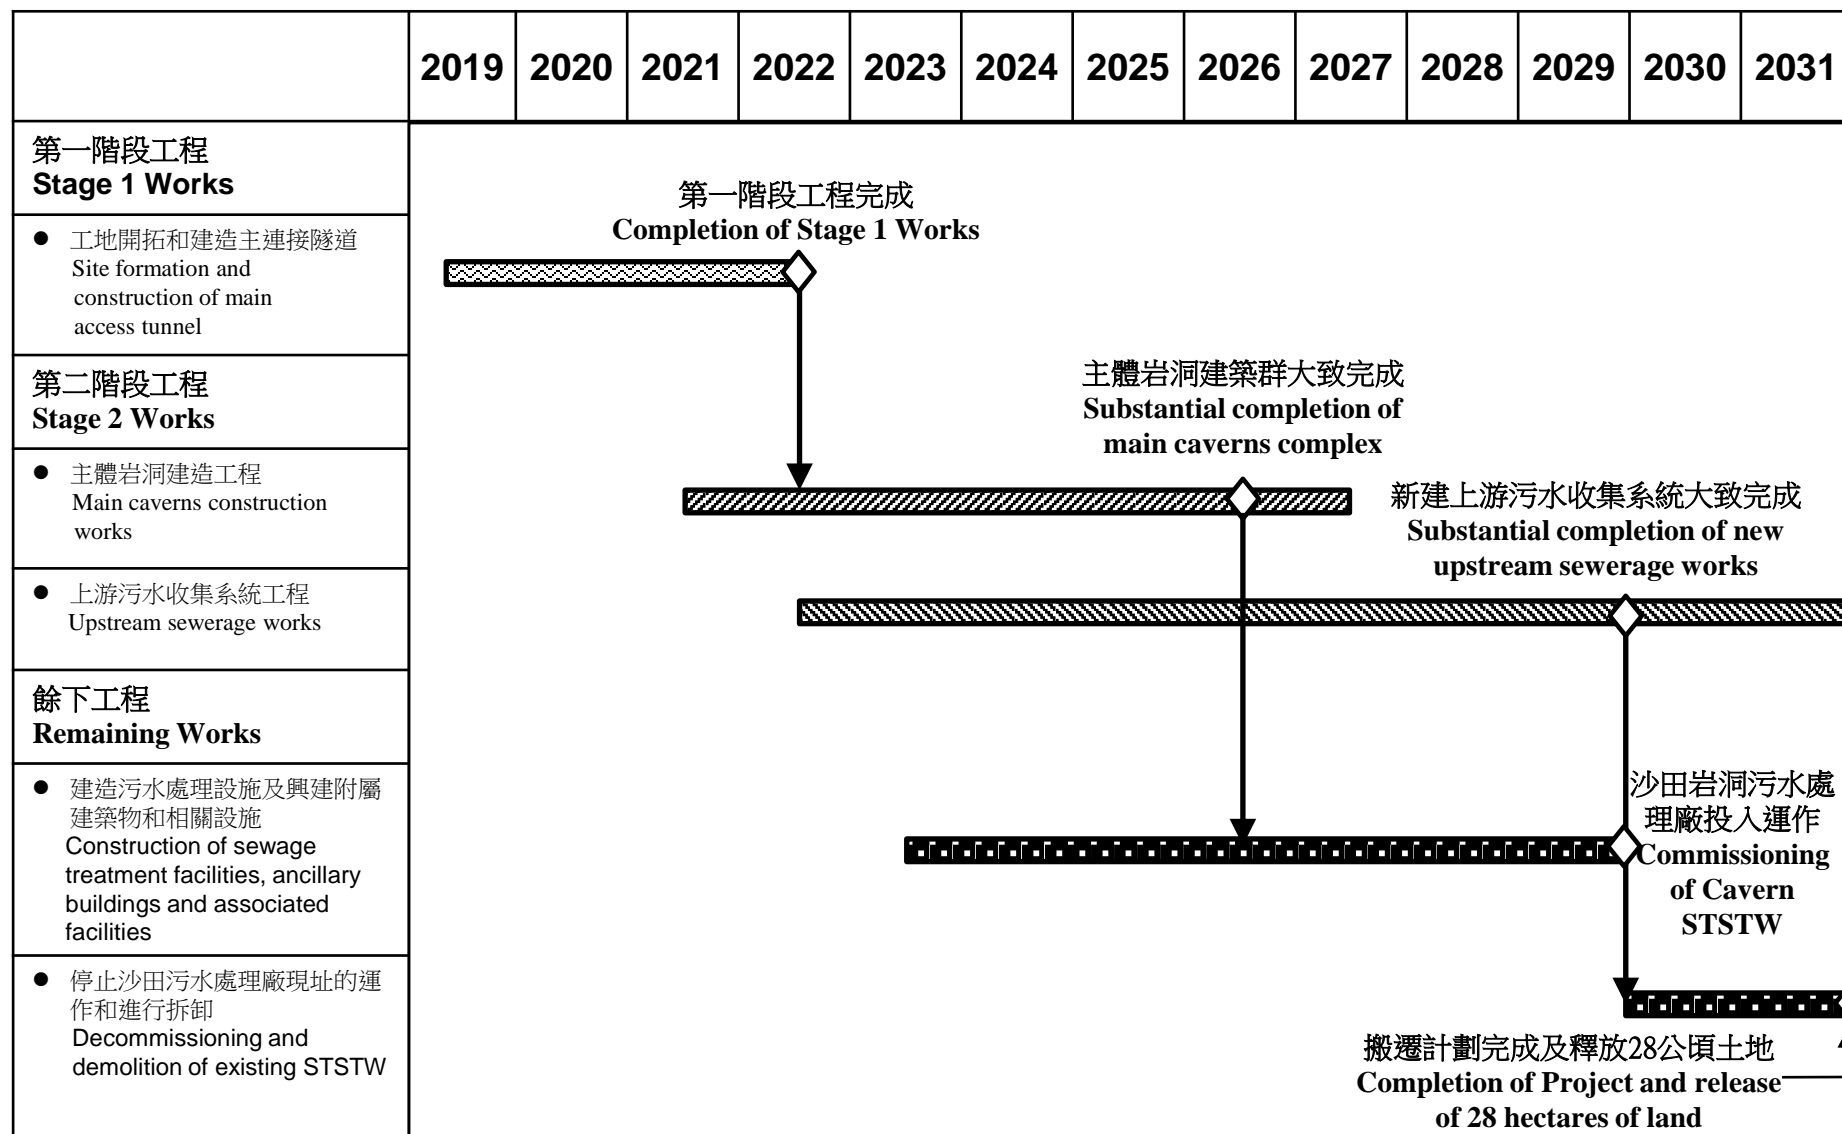 2019 2020 2021 2022 2023 2024 2025 2026 2027 2028 2029 2030 2031
第一階段工程
Stage 1 Works
第一階段工程完成
Completion of Stage 1 Works
● 工地開拓和建造主連接隧道
Site formation and
construction of main
access tunnel
第二階段工程
Stage 2 Works
主體岩洞建築群大致完成
Substantial completion of
main caverns complex
● 主體岩洞建造工程
Main caverns construction
works
新建上游污水收集系統大致完成
Substantial completion of new
upstream sewerage works
● 上游污水收集系統工程
Upstream sewerage works
餘下工程
Remaining Works
● 建造污水處理設施及興建附屬
建築物和相關設施
Construction of sewage
treatment facilities, ancillary
buildings and associated
facilities
沙田岩洞污水處
理廠投入運作
Commissioning
of Cavern
STSTW
● 停止沙田污水處理廠現址的運
作和進行拆卸
Decommissioning and
demolition of existing STSTW
搬遷計劃完成及釋放28公頃土地
Completion of Project and release
of 28 hectares of land